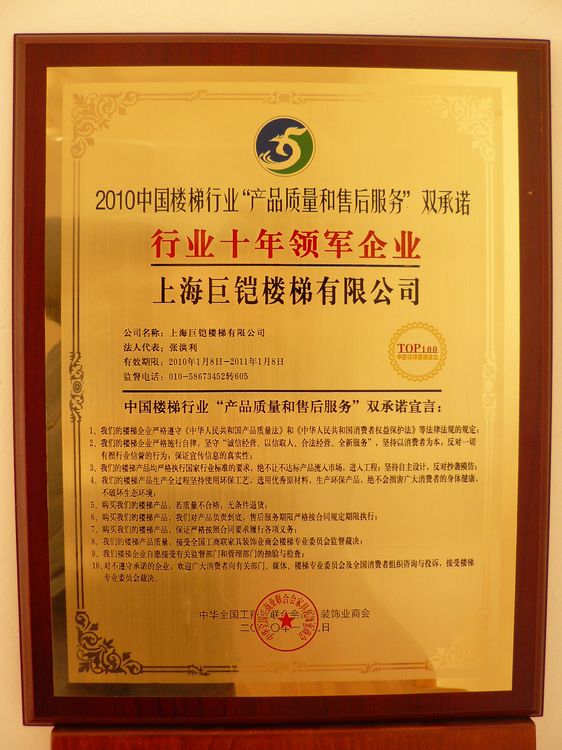 2010中国楼梯行业“产品质量和售后服务”双承诺
行业十年领军企业
上海巨铠楼梯有限公司
公司名称：上海巨铠楼梯有限公司
法人代表：张洪利
有效期限：2010年1月8日-2011年1月8日
监督电话：010-58673452转605
TOP100
中国楼梯行业“产品质量和售后服务”双承诺宣言：
1、我们的楼梯企业严格遵守《中华人民共和国产品质量法》和《中华人民共和国消费者权益保护法》等法律法规的规定；
2、我们的楼梯企业严格施行自律、坚守“诚信经营、以信取人、合法经营、全新服务”，坚持以消费者为本，反对一切
有损行业信誉的行为；保证宣传信息的真实性；
3、我们的楼梯产品均严格执行国家行业标准的要求，绝不让不达标产品流入市场，进入工程；坚持自主设计，反对抄袭模仿；
4、我们的楼梯产品生产全过程坚持使用环保工艺，选用优秀原材料，生产环保产品，绝不会损害广大消费者的身体健康，
不破坏生态环境；
5、购买我们的楼梯产品，若质量不合格，无条件退货；
6、购买我们的楼梯产品，我们对产品负责到底，售后服务期限严格按合同规定期限执行；
7、购买我们的楼梯产品，保证严格按照合同要求履行各项义务；
8、我们的楼梯产品质量，接受全国工商联家具装饰业商会楼梯专业委员会监督裁决；
9、我们楼梯企业自愿接受有关监督部门和管理部门的抽验与检查；
10、对不遵守承诺的企业，欢迎广大消费者向有关部门、媒体、楼梯专业委员会及全国消费者组织咨询与投诉，接受楼梯
专业委员会裁决。
中华全国工商 联合会 装饰业商会
二〇 〇年一 日